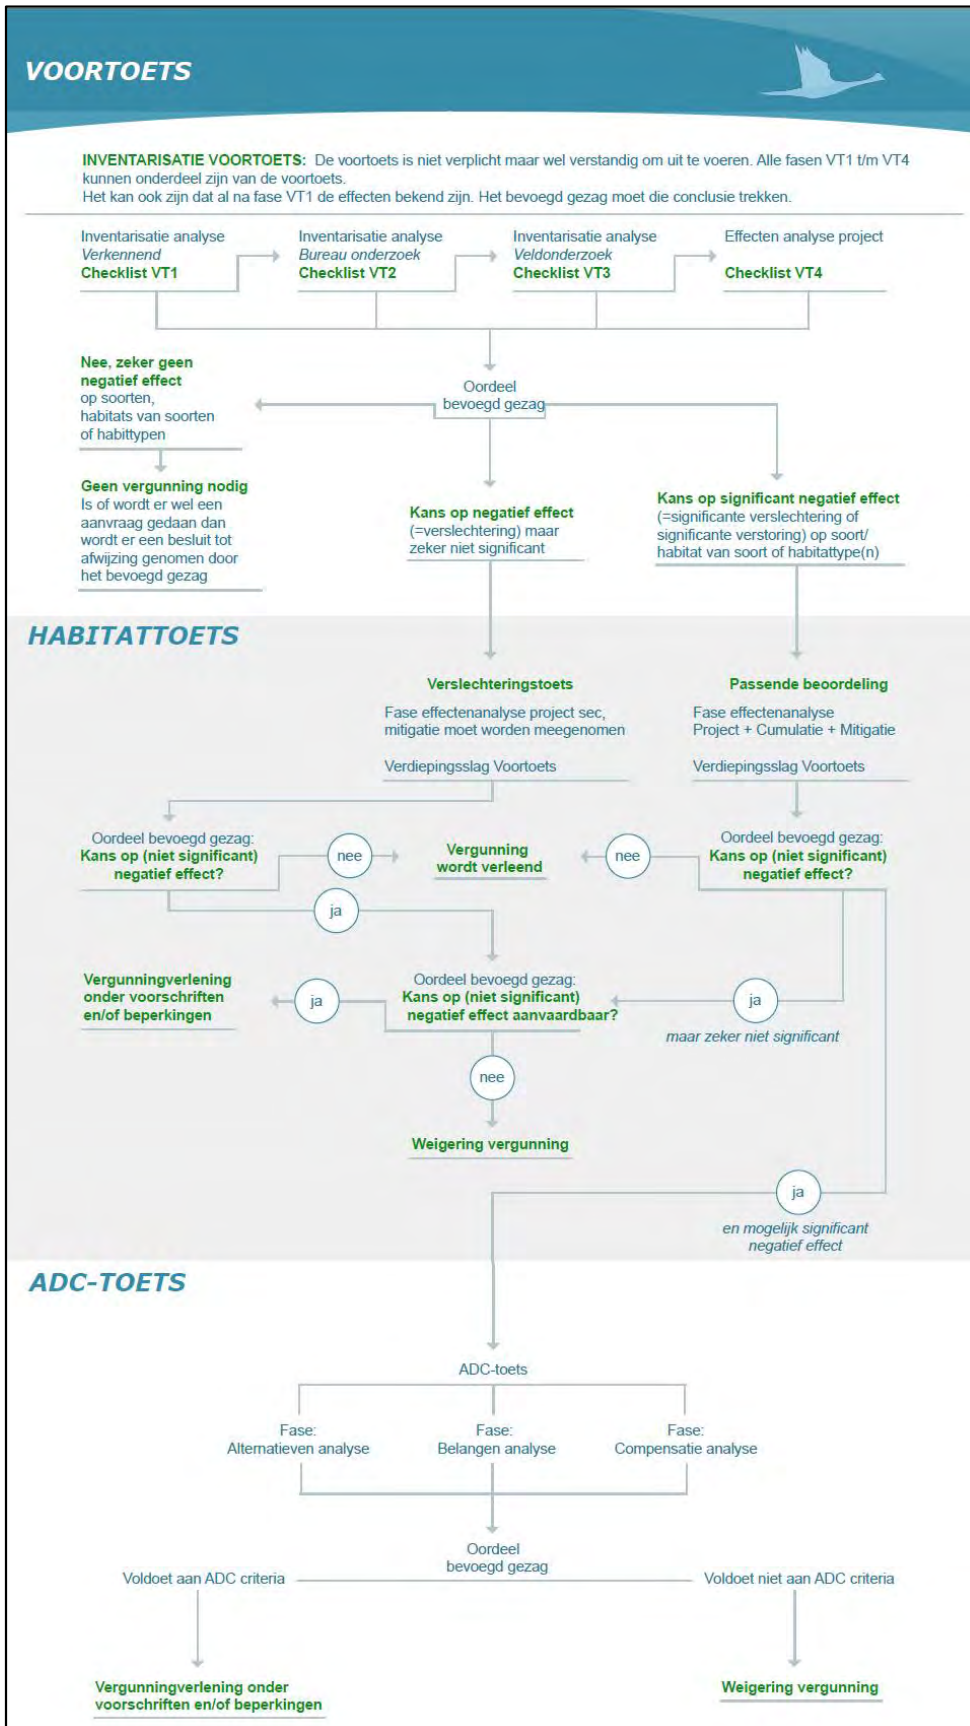 VOORTOETS
INVENTARISATIE VOORTOETS: De voortoets is niet verplicht maar wel verstandig om uit te voeren. Alle fasen VT1 t/m VT4
kunnen onderdeel zijn van de voortoets.
Het kan ook zijn dat al na fase VT1 de effecten bekend zijn. Het bevoegd gezag moet die conclusie trekken.
Inventarisatie analyse
Verkennend
Checklist VT1
Inventarisatie analyse
Bureau onderzoek
Checklist VT2
Inventarisatie analyse
Veldonderzoek
Checklist VT3
Effecten analyse project
Checklist VT4
Oordeel
bevoegd gezag
Nee, zeker geen
negatief effect
op soorten,
habitats van soorten
of habittypen
Geen vergunning nodig
Is of wordt er wel een
aanvraag gedaan dan
wordt er een besluit tot
afwijzing genomen door
het bevoegd gezag
Kans op negatief effect
(=verslechtering) maar
zeker niet significant
Kans op significant negatief effect
(=significante verslechtering of
significante verstoring) op soort/
habitat van soort of habitattype(n)
HABITATTOETS
Verslechteringstoets
Fase effectenanalyse project sec,
mitigatie moet worden meegenomen
Verdiepingsslag Voortoets
Passende beoordeling
Fase effectenanalyse
Project + Cumulatie + Mitigatie
Verdiepingsslag Voortoets
Oordeel bevoegd gezag:
Kans op (niet significant)
negatief effect?
nee
Vergunning
wordt verleend
nee
Oordeel bevoegd gezag:
Kans op (niet significant)
negatief effect?
ja
Vergunningverlening
onder voorschriften
en/of beperkingen
ja
Oordeel bevoegd gezag:
Kans op (niet significant)
negatief effect aanvaardbaar?
ja
maar zeker niet significant
nee
Weigering vergunning
ja
en mogelijk significant
negatief effect
ADC-TOETS
ADC-toets
Fase:
Alternatieven analyse
Fase:
Belangen analyse
Fase:
Compensatie analyse
Oordeel
bevoegd gezag
Voldoet aan ADC criteria
Voldoet niet aan ADC criteria
Vergunningverlening onder
voorschriften en/of beperkingen
Weigering vergunning